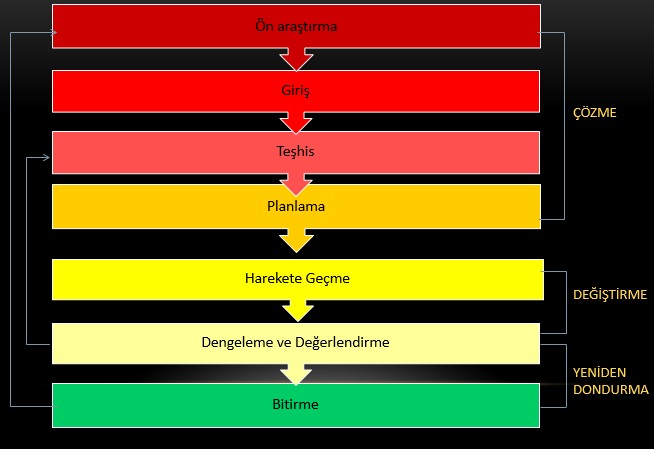 Ön araştırma
Giriş
ÇÖZME
Teşhis
Planlama
Harekete Geçme
DEĞİŞTİRME
Dengeleme ve Değerlendirme
YENİDEN
DONDURMA
Bitirme